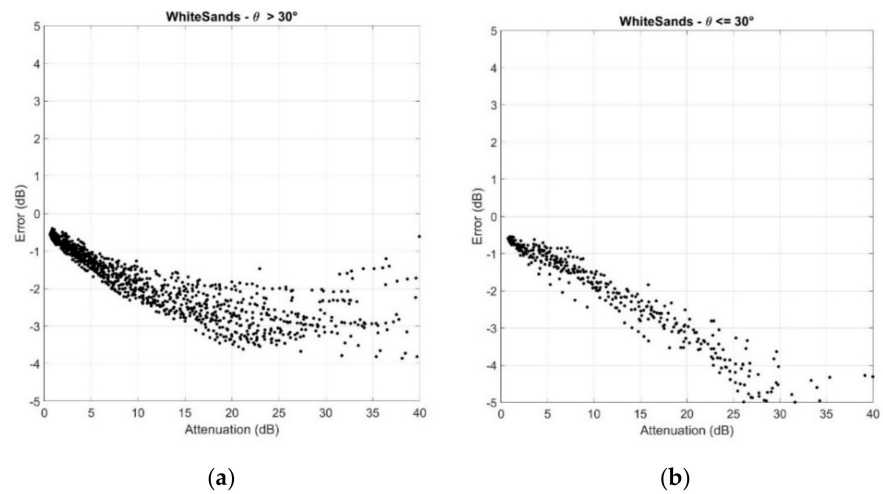 WhiteSands - θ > 30°
5
4
3
2
1
0
-1
-2
-3
-4
-5
Error (dB)
0 5 10 15 20 25 30 35 40
Attenuation (dB)
(a)
WhiteSands - θ <= 30°
5
4
3
2
1
0
-1
-2
-3
-4
-5
Error (dB)
0 5 10 15 20 25 30 35 40
Attenuation (dB)
(b)